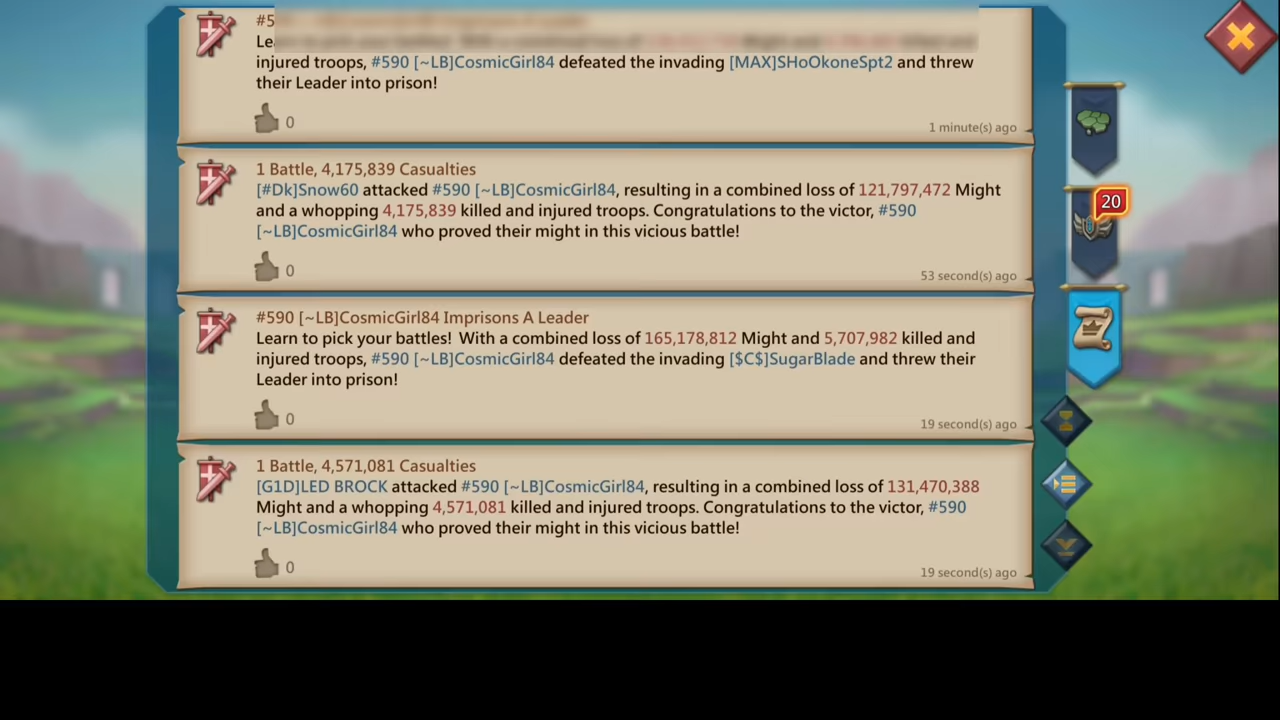 #5
Le
injured troops, #590 [~LB]CosmicGirl84 defeated the invading [MAX]SHoOkoneSpt2 and threw
their Leader into prison!
0
1 minute(s) ago
1 Battle, 4,175,839 Casualties
[#Dk]Snow60 attacked #590 [~LB]CosmicGirl84, resulting in a combined loss of 121,797,472 Might
and a whopping 4,175,839 killed and injured troops. Congratulations to the victor, #590
[~LB]CosmicGirl84 who proved their might in this vicious battle!
0
53 second(s) ago
20
#590 [~LB]CosmicGirl84 Imprisons A Leader
Learn to pick your battles! With a combined loss of 165,178,812 Might and 5,707,982 killed and
injured troops, #590 [~LB]CosmicGirl84 defeated the invading [$C$]SugarBlade and threw their
Leader into prison!
0
19 second(s) ago
1 Battle, 4,571,081 Casualties
[G1D]LED BROCK attacked #590 [~LB]CosmicGirl84, resulting in a combined loss of 131,470,388
Might and a whopping 4,571,081 killed and injured troops. Congratulations to the victor, #590
[~LB]CosmicGirl84 who proved their might in this vicious battle!
0
19 second(s) ago